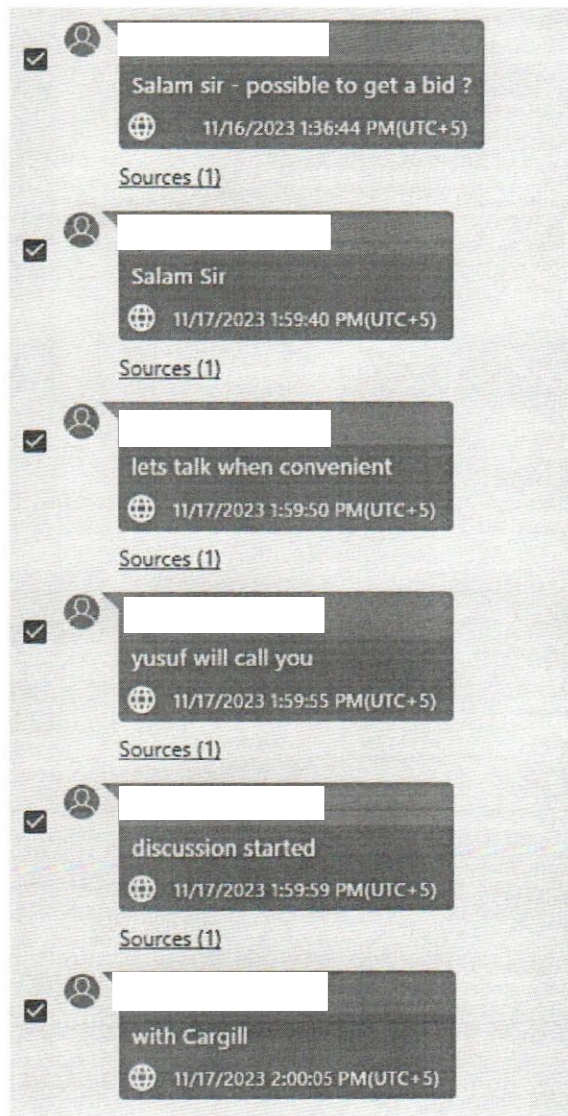 Salam sir - possible to get a bid ?
11/16/2023 1:36:44 PM(UTC+5)
Sources (1)
Salam Sir
11/17/2023 1:59:40 PM(UTC+5)
Sources (1)
lets talk when convenient
11/17/2023 1:59:50 PM(UTC+5)
Sources (1)
yusuf will call you
11/17/2023 1:59:55 PM(UTC+5)
Sources (1)
discussion started
11/17/2023 1:59:59 PM(UTC+5)
Sources (1)
with Cargill
11/17/2023 2:00:05 PM(UTC+5)